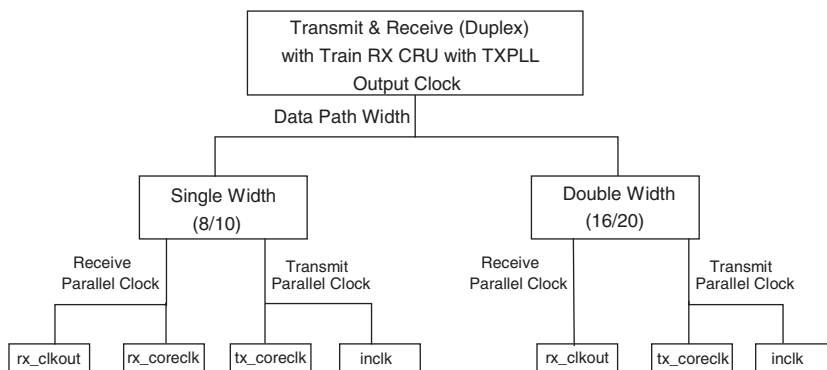 Transmit & Receive (Duplex)
with Train RX CRU with TXPLL
Output Clock
Data Path Width
Single Width
(8/10)
Double Width
(16/20)
Receive
Parallel Clock
Transmit
Parallel Clock
Receive
Parallel Clock
Transmit
Parallel Clock
rx_clkout
rx_coreclk
tx_coreclk
inclk
rx_clkout
tx_coreclk
inclk